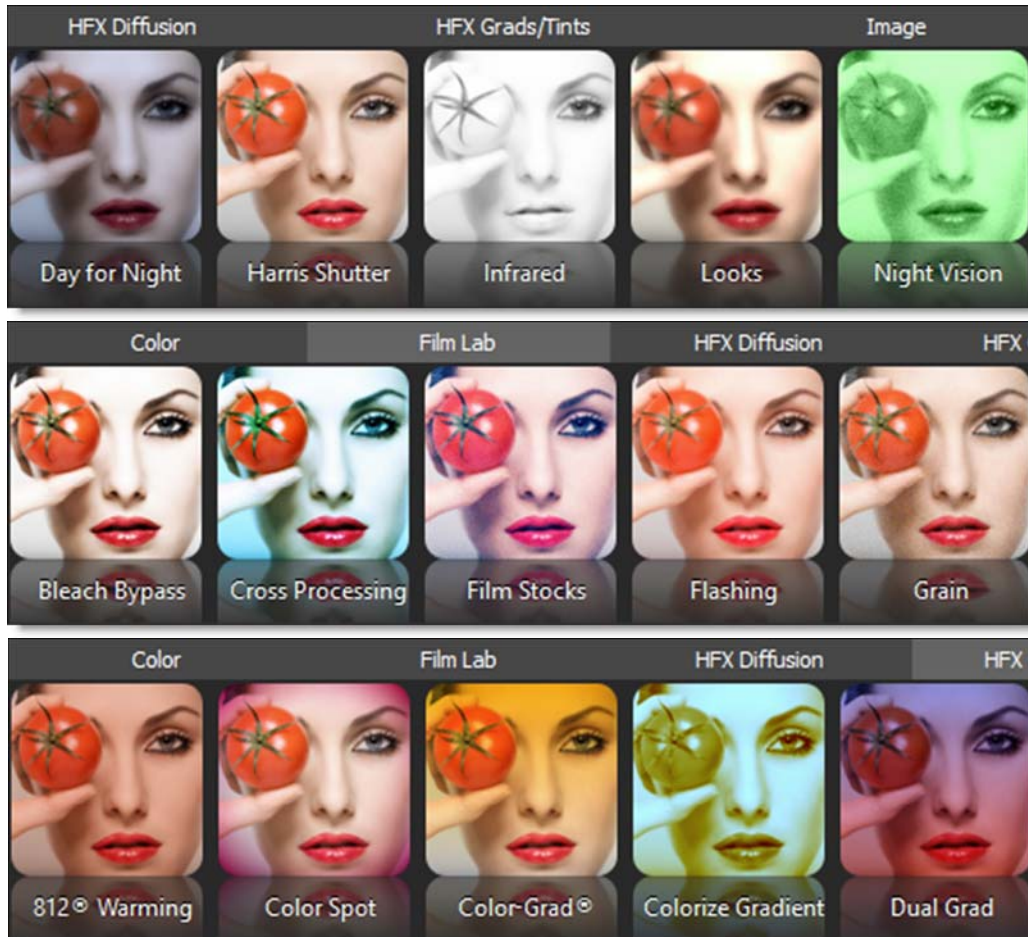 HFX Diffusion HFX Grads/Tints Image
Day for Night Harris Shutter Infrared Looks Night Vision
Color Film Lab HFX Diffusion HFX
Bleach Bypass Cross Processing Film Stocks Flashing Grain
Color Film Lab HFX Diffusion HFX
812® Warming Color Spot Color-Grad® Colorize Gradient Dual Grad